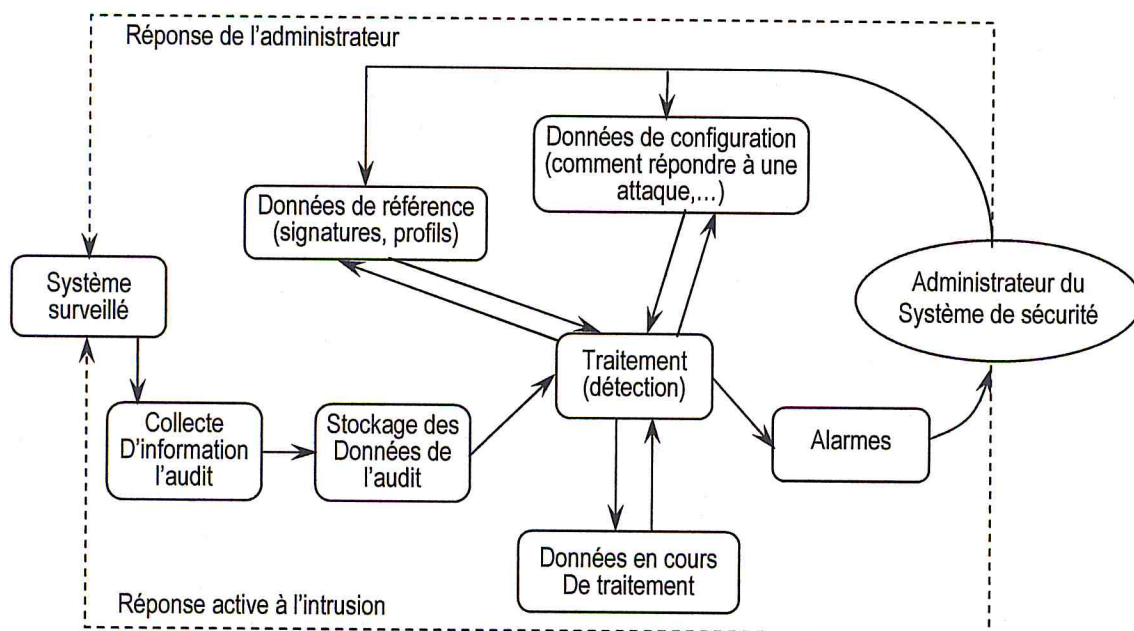 Réponse de l'administrateur
Données de configuration
(comment répondre à une
attaque,...)
Données de référence
(signatures, profils)
Système
surveillé
Administrateur du
Système de sécurité
Traitement
(détection)
Collecte
D'information
l'audit
Stockage des
Données de
l'audit
Alarmes
Données en cours
De traitement
Réponse active à l'intrusion